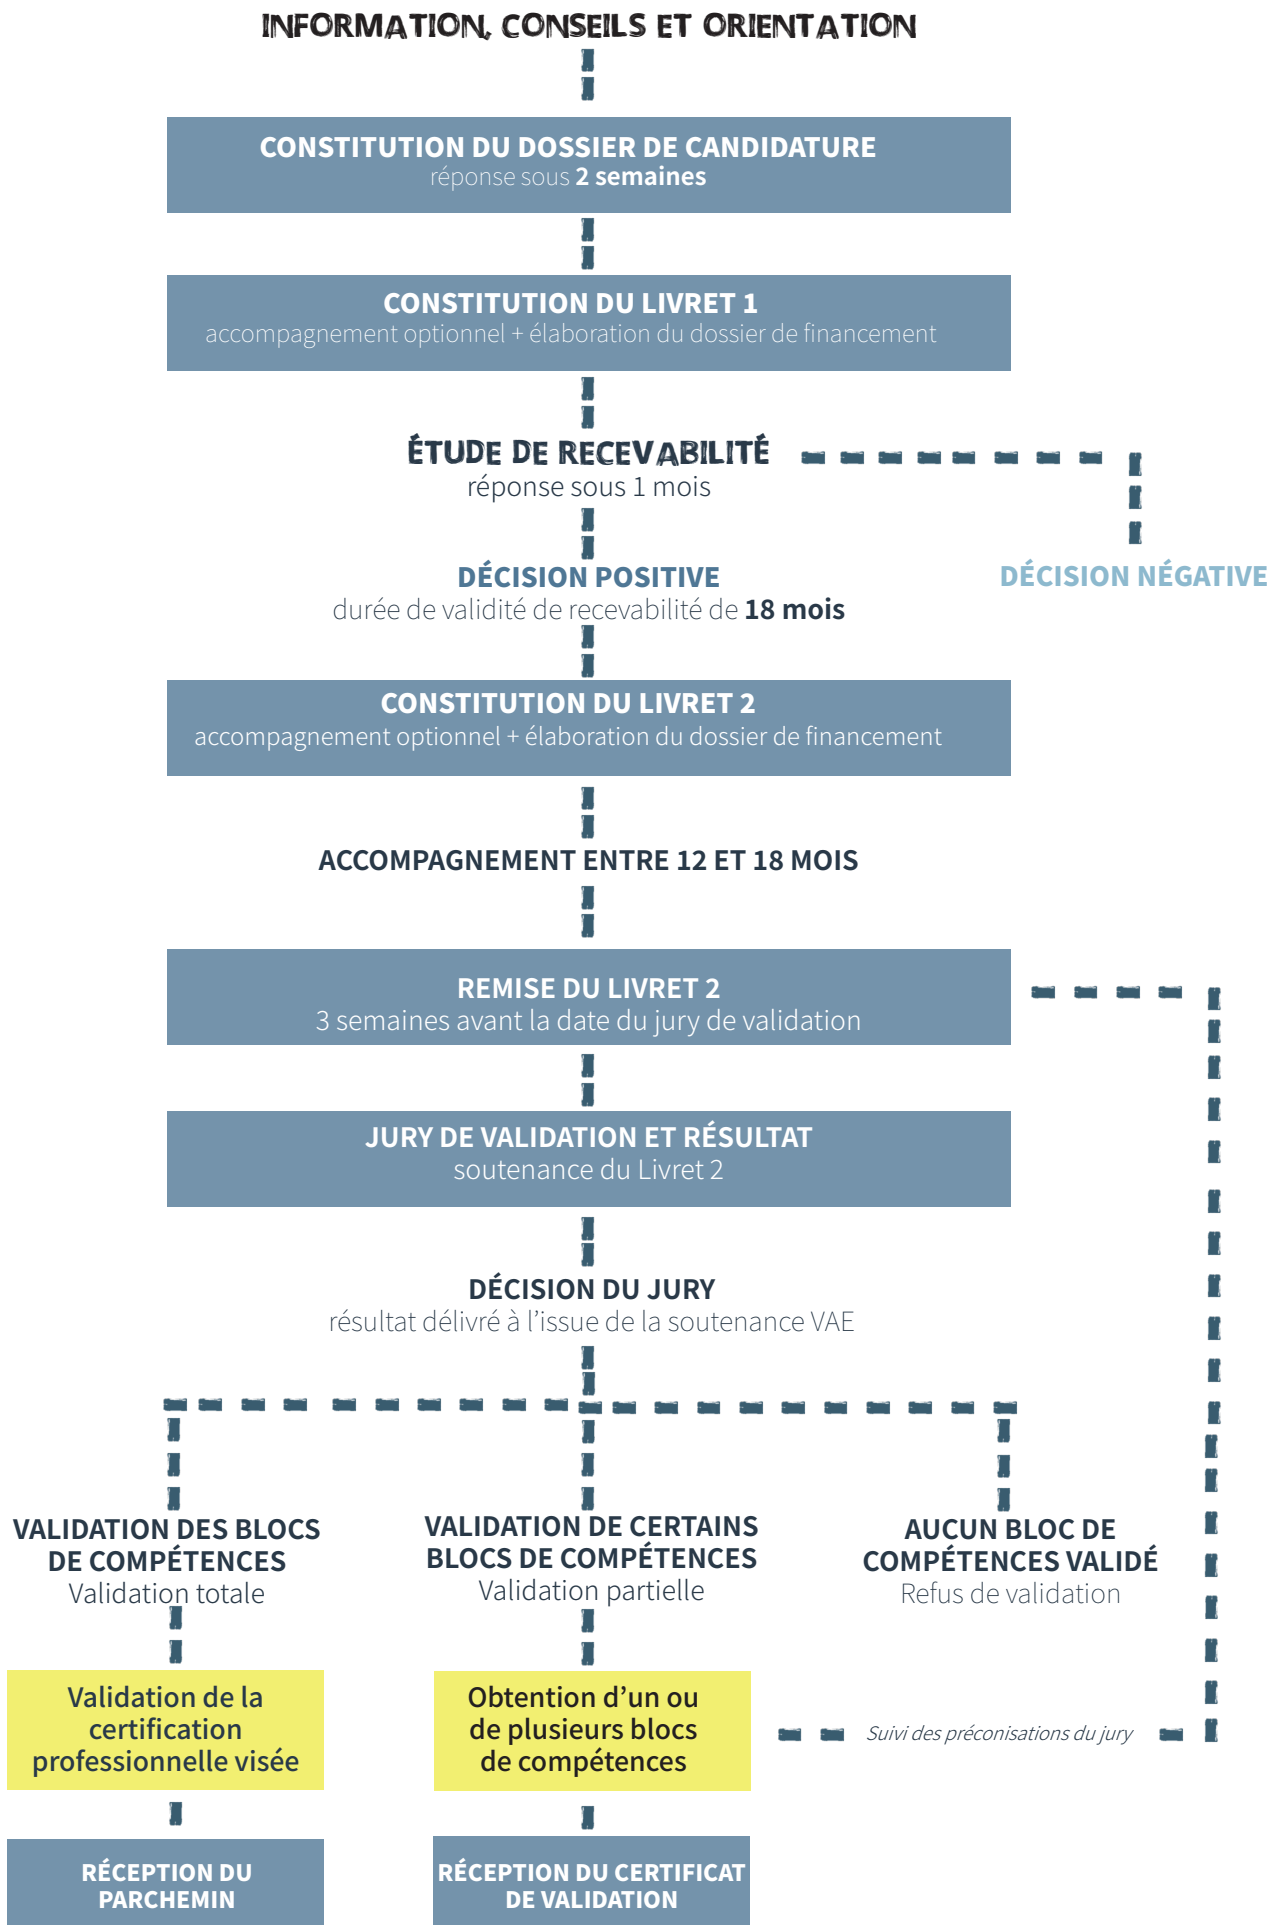 INFORMATION, CONSEILS ET ORIENTATION
CONSTITUTION DU DOSSIER DE CANDIDATURE
réponse sous 2 semaines
CONSTITUTION DU LIVRET 1
accompagnement optionnel + élaboration du dossier de financement
ÉTUDE DE RECEVABILITÉ
réponse sous 1 mois
DÉCISION POSITIVE
durée de validité de recevabilité de 18 mois
DÉCISION NÉGATIVE
CONSTITUTION DU LIVRET 2
accompagnement optionnel + élaboration du dossier de financement
ACCOMPAGNEMENT ENTRE 12 ET 18 MOIS
REMISE DU LIVRET 2
3 semaines avant la date du jury de validation
JURY DE VALIDATION ET RÉSULTAT
soutenance du Livret 2
DÉCISION DU JURY
résultat délivré à l'issue de la soutenance VAE
VALIDATION DES BLOCS
DE COMPÉTENCES
Validation totale
VALIDATION DE CERTAINS
BLOCS DE COMPÉTENCES
Validation partielle
AUCUN BLOC DE
COMPÉTENCES VALIDÉ
Refus de validation
Validation de la
certification
professionnelle visée
Obtention d'un ou
de plusieurs blocs
de compétences
Suivi des préconisations du jury
RÉCEPTION DU
PARCHEMIN
RÉCEPTION DU CERTIFICAT
DE VALIDATION